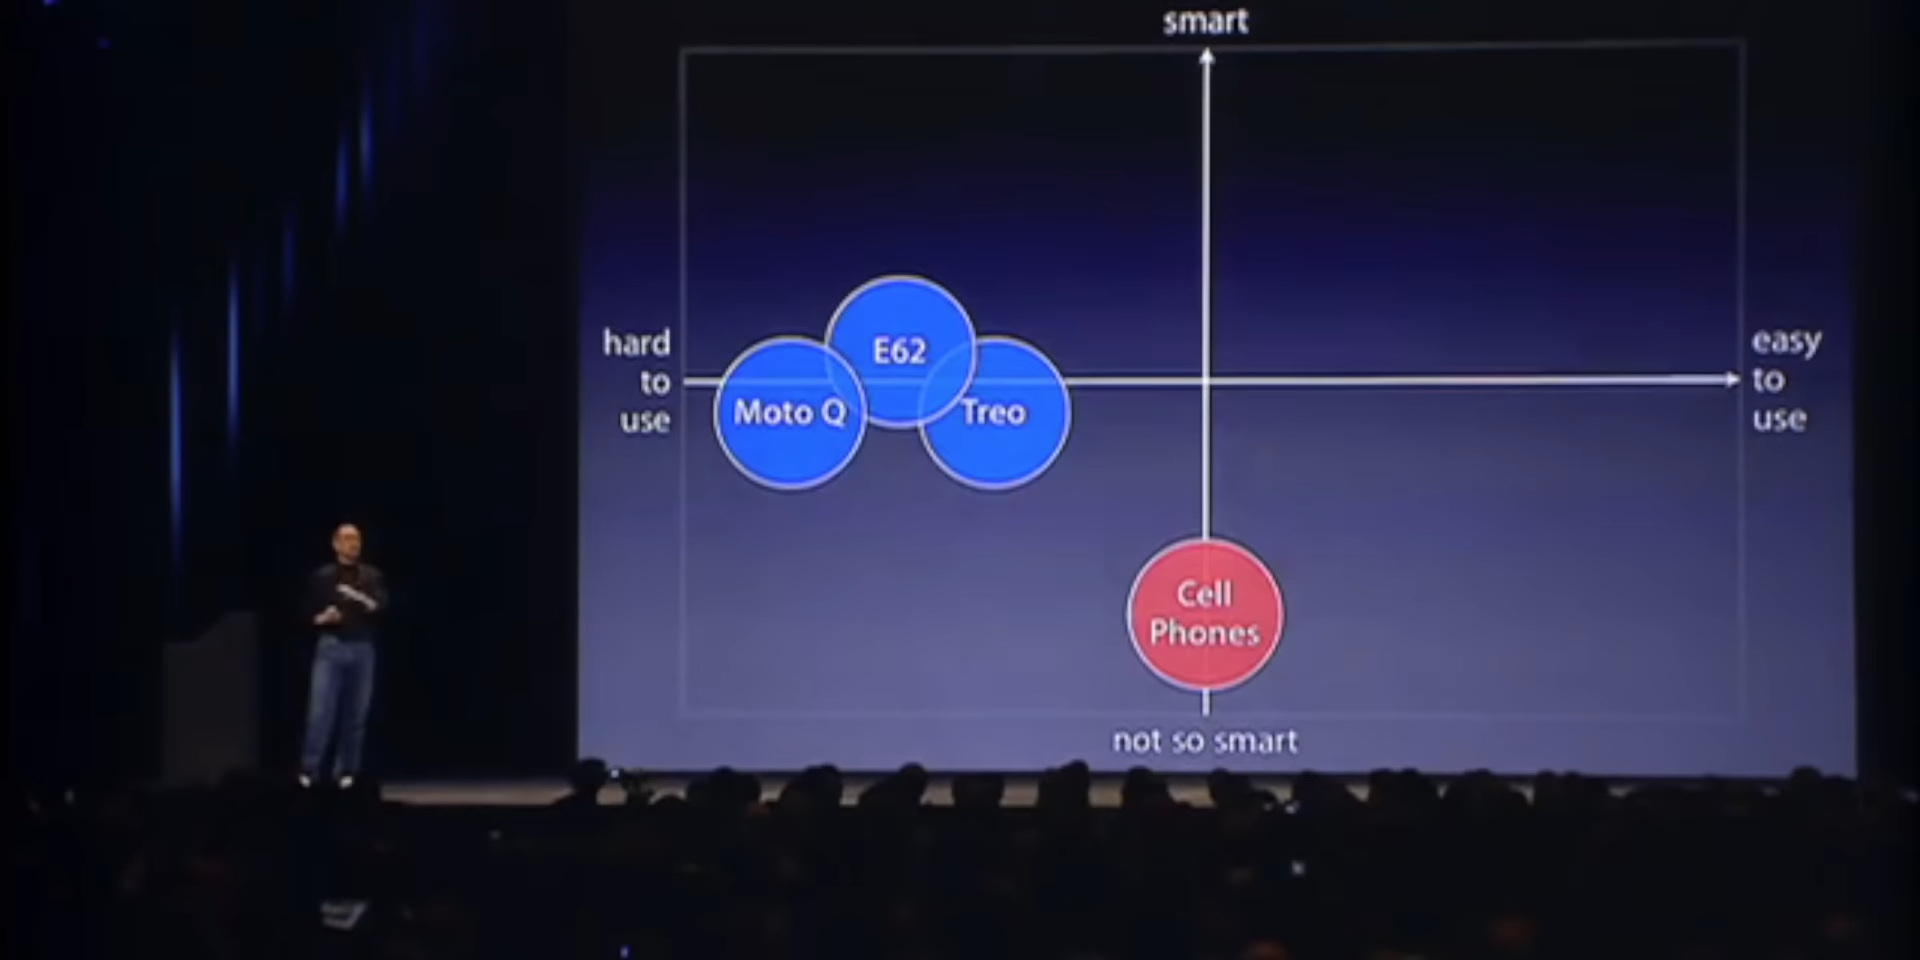 smart
hard
to
use
E62
Moto Q
Treo
easy
to
use
Cell
Phones
not so smart